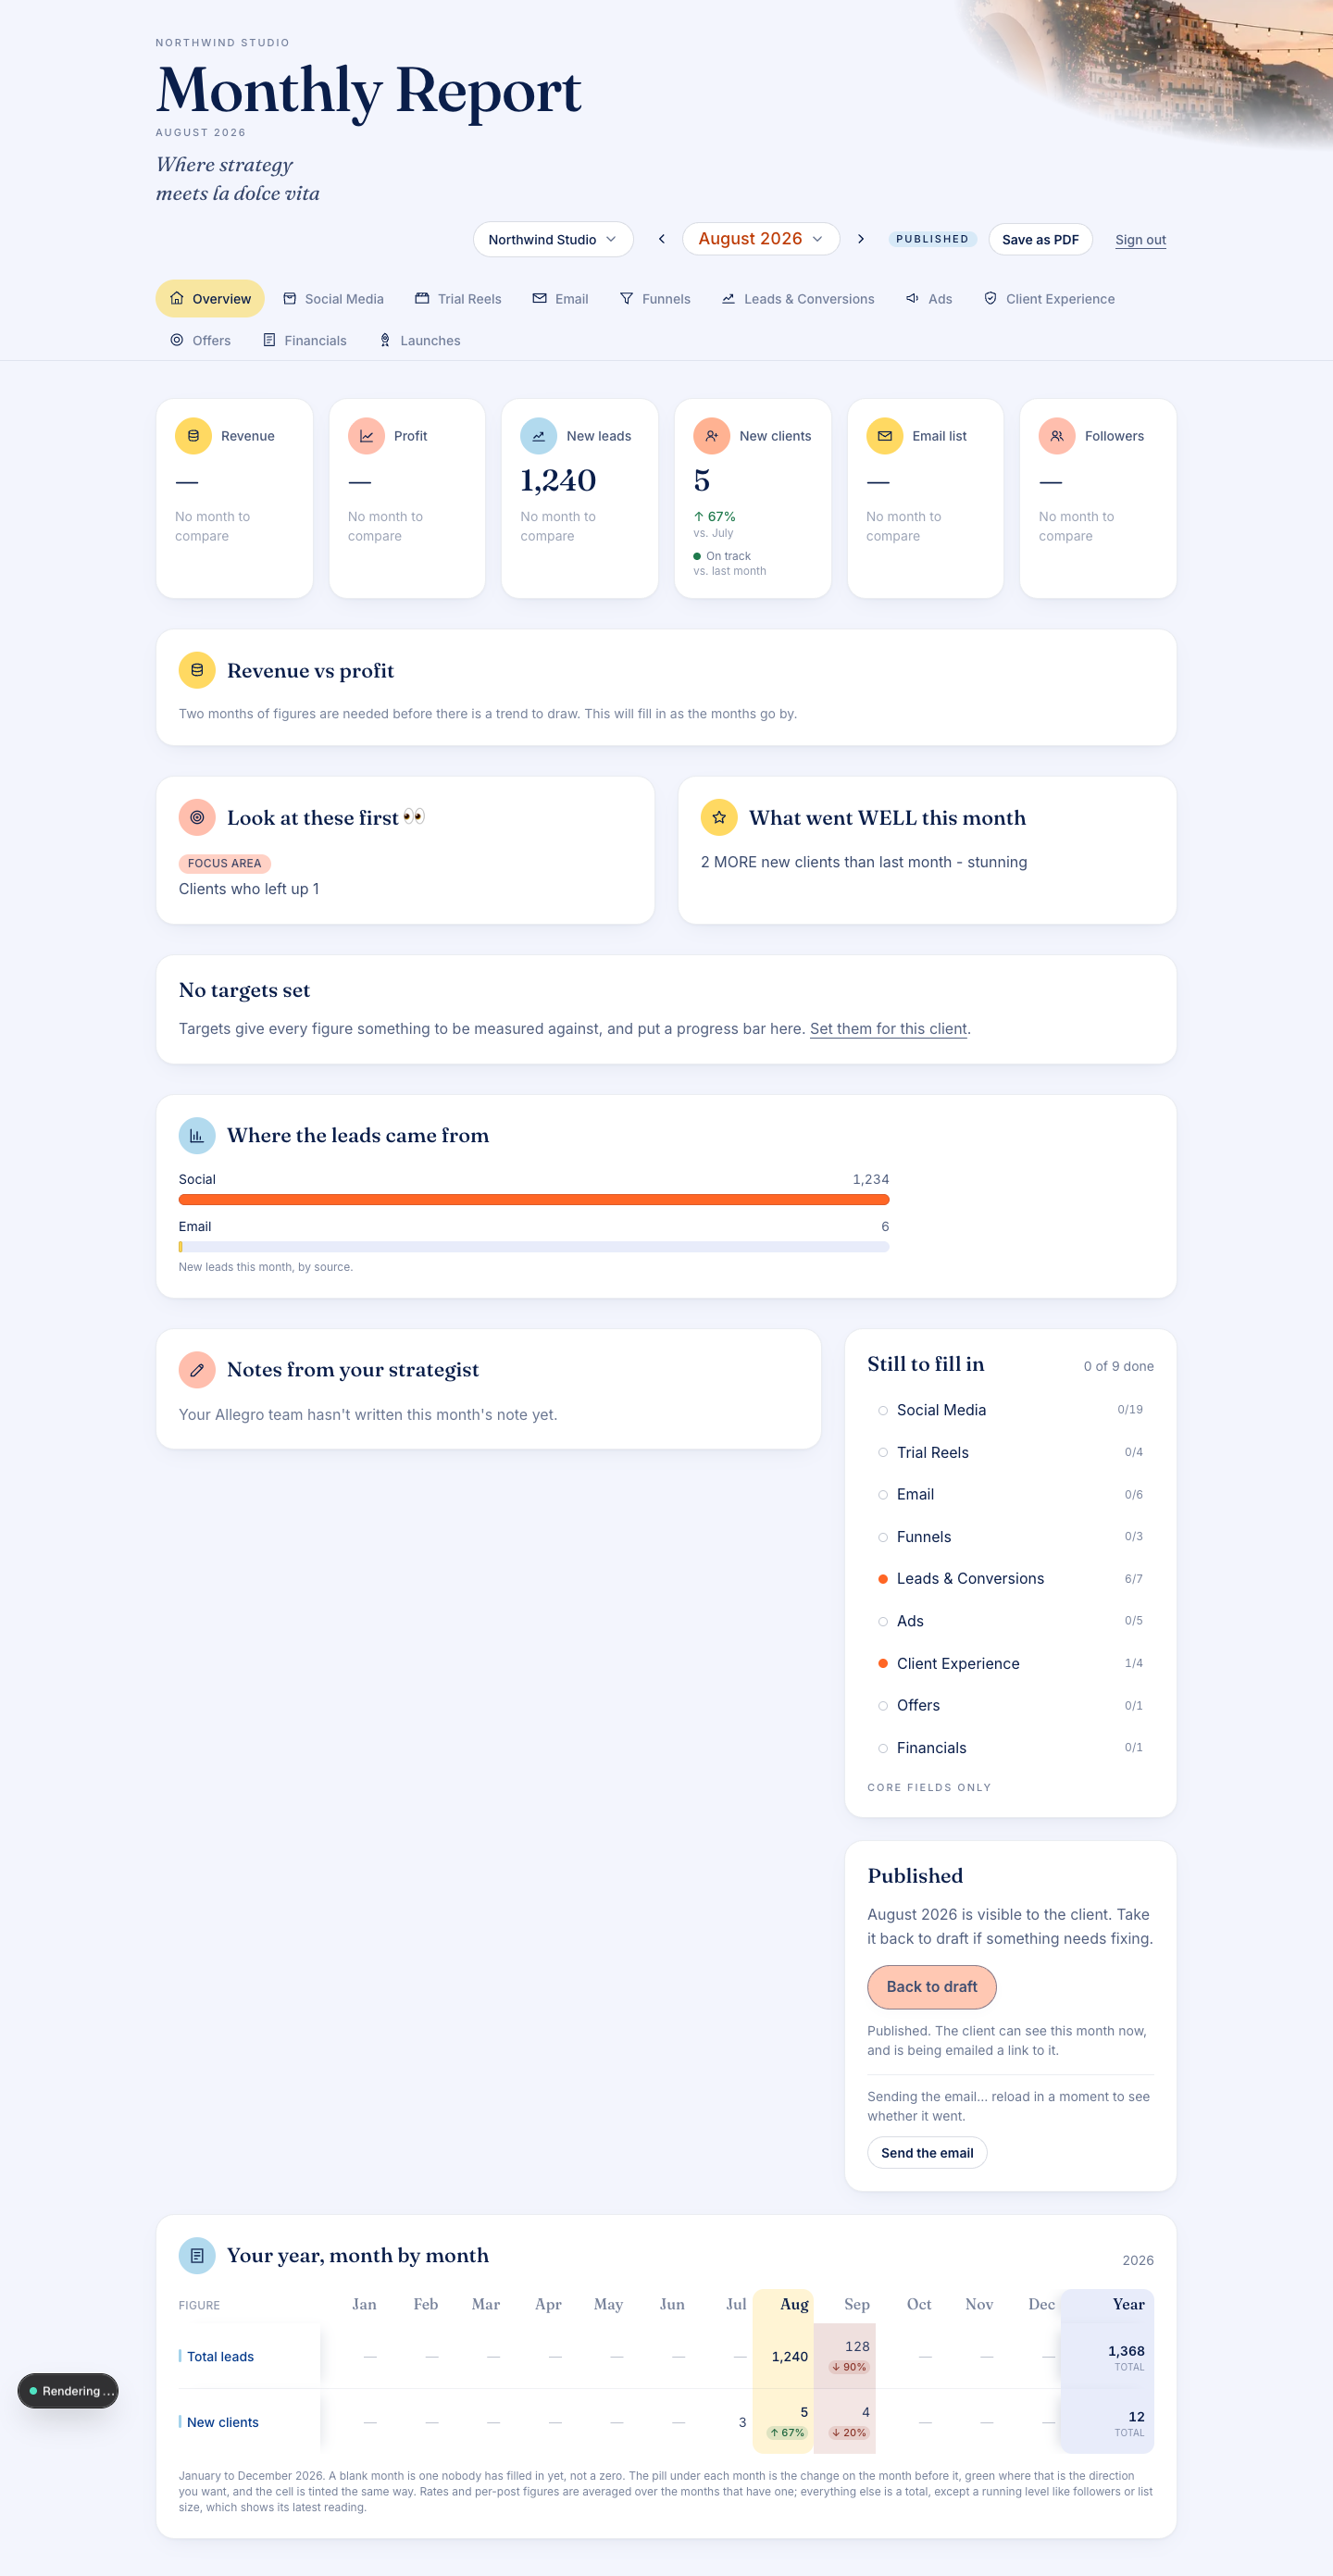 NORTHWIND STUDIO
Monthly Report
AUGUST 2026
Where strategy
meets la dolce vita
Northwind Studio
August 2026
PUBLISHED
Save as PDF
Sign out
Overview
Social Media
Trial Reels
Email
Funnels
Leads & Conversions
Ads
Client Experience
Offers
Financials
Launches
Revenue
—
No month to
compare
Profit
—
No month to
compare
New leads
1,240
No month to
compare
New clients
5
↑ 67%
vs. July
On track
vs. last month
Email list
—
No month to
compare
Followers
—
No month to
compare
Revenue vs profit
Two months of figures are needed before there is a trend to draw. This will fill in as the months go by.
Look at these first 👀
FOCUS AREA
Clients who left up 1
What went WELL this month
2 MORE new clients than last month - stunning
No targets set
Targets give every figure something to be measured against, and put a progress bar here. Set them for this client.
Where the leads came from
Social 1,234
Email 6
New leads this month, by source.
Notes from your strategist
Your Allegro team hasn't written this month's note yet.
Still to fill in 0 of 9 done
Social Media 0/19
Trial Reels 0/4
Email 0/6
Funnels 0/3
Leads & Conversions 6/7
Ads 0/5
Client Experience 1/4
Offers 0/1
Financials 0/1
CORE FIELDS ONLY
Published
August 2026 is visible to the client. Take
it back to draft if something needs fixing.
Back to draft
Published. The client can see this month now,
and is being emailed a link to it.
Sending the email... reload in a moment to see
whether it went.
Send the email
Your year, month by month 2026
FIGURE Jan Feb Mar Apr May Jun Jul Aug Sep Oct Nov Dec Year
Total leads — — — — — — — 1,240 128 ↓ 90% — — — 1,368 TOTAL
New clients — — — — — — 3 5 ↑ 67% 4 ↓ 20% — — — 12 TOTAL
January to December 2026. A blank month is one nobody has filled in yet, not a zero. The pill under each month is the change on the month before it, green where that is the direction
you want, and the cell is tinted the same way. Rates and per-post figures are averaged over the months that have one; everything else is a total, except a running level like followers or list
size, which shows its latest reading.
Rendering ...